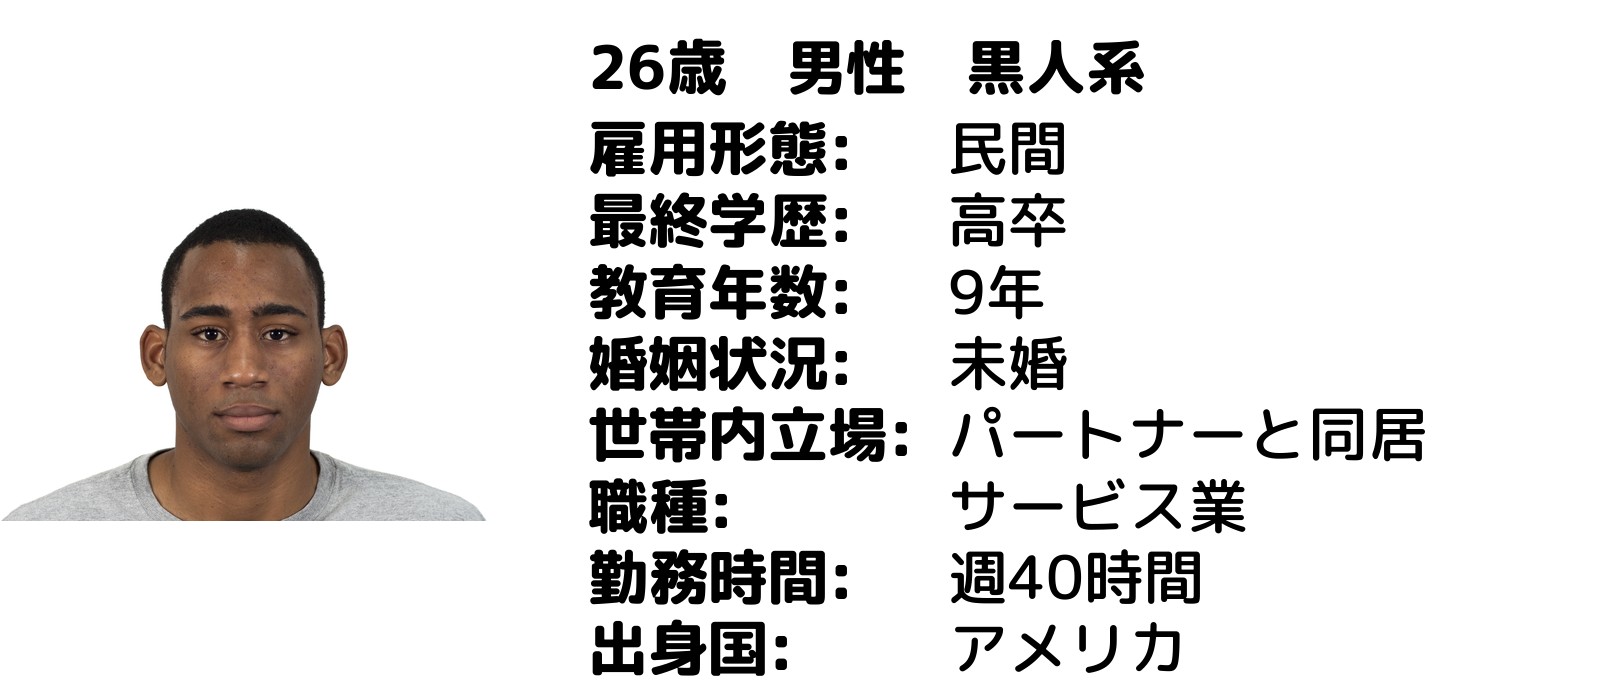 26歳　男性　黒人系
雇用形態: 民間
最終学歴: 高卒
教育年数: 9年
婚姻状況: 未婚
世帯内立場: パートナーと同居
職種: サービス業
勤務時間: 週40時間
出身国: アメリカ